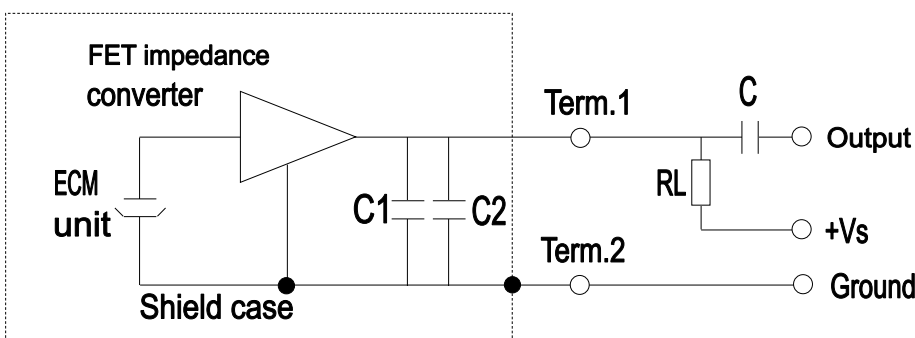 FET impedance
converter
Term.1
C
Output
ECM
unit
C1
C2
RL
+Vs
Term.2
Ground
Shield case